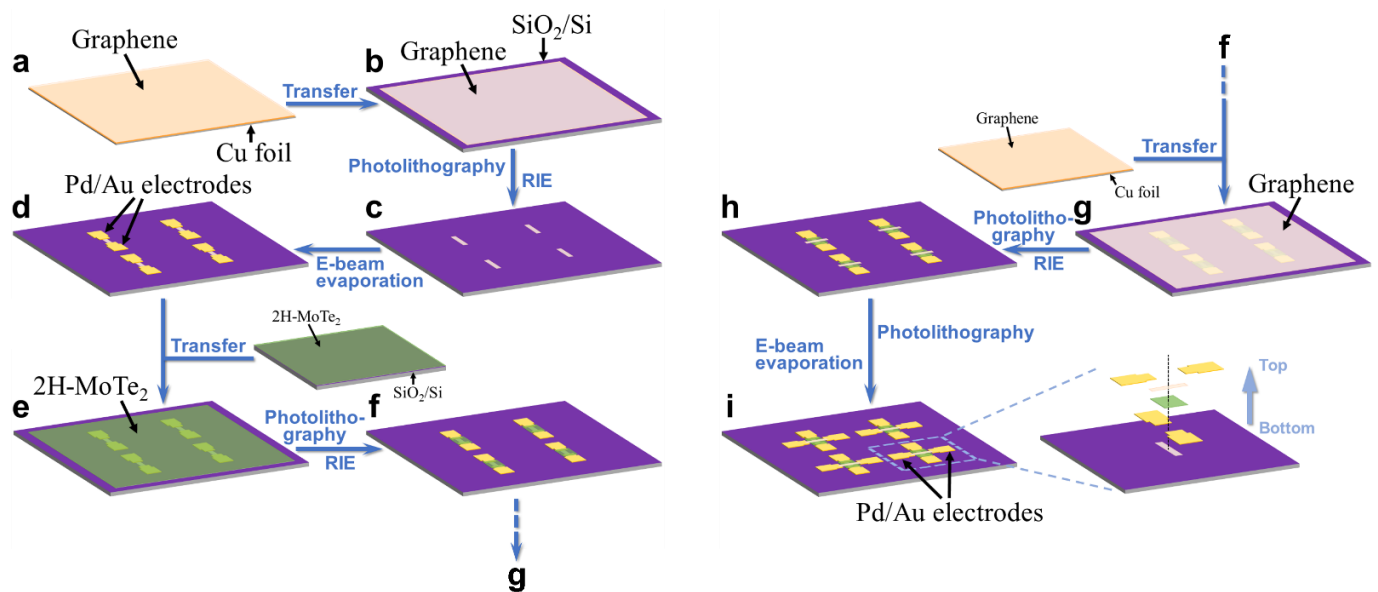 a
Graphene
Cu foil
Transfer
b
Graphene
SiO₂/Si
Photolithography
RIE
c
E-beam
evaporation
d
Pd/Au electrodes
2H-MoTe₂
SiO₂/Si
Transfer
e
2H-MoTe₂
Photolitho-
graphy
RIE
f
g
f
Graphene
Cu foil
Transfer
g
Graphene
Photolitho-
graphy
RIE
h
E-beam
evaporation
Photolithography
i
Pd/Au electrodes
Top
Bottom